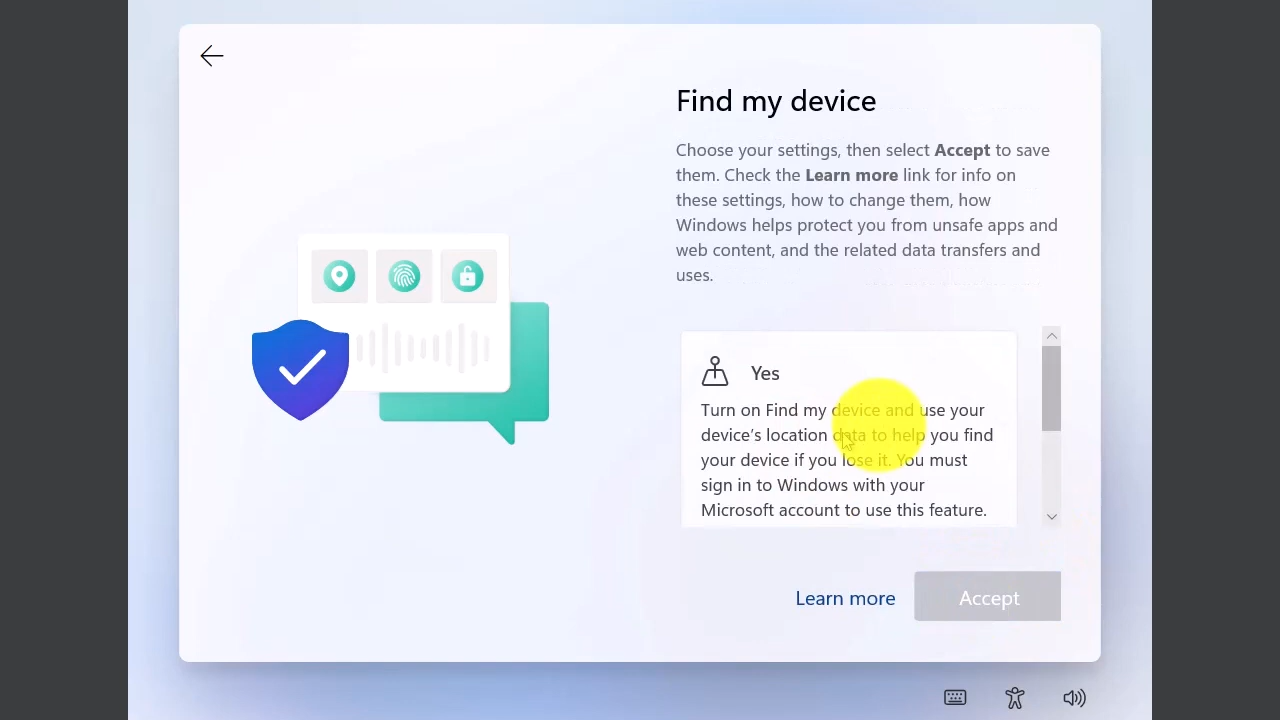 Find my device
Choose your settings, then select Accept to save
them. Check the Learn more link for info on
these settings, how to change them, how
Windows helps protect you from unsafe apps and
web content, and the related data transfers and
uses.
Yes
Turn on Find my device and use your
device’s location data to help you find
your device if you lose it. You must
sign in to Windows with your
Microsoft account to use this feature.
Learn more
Accept